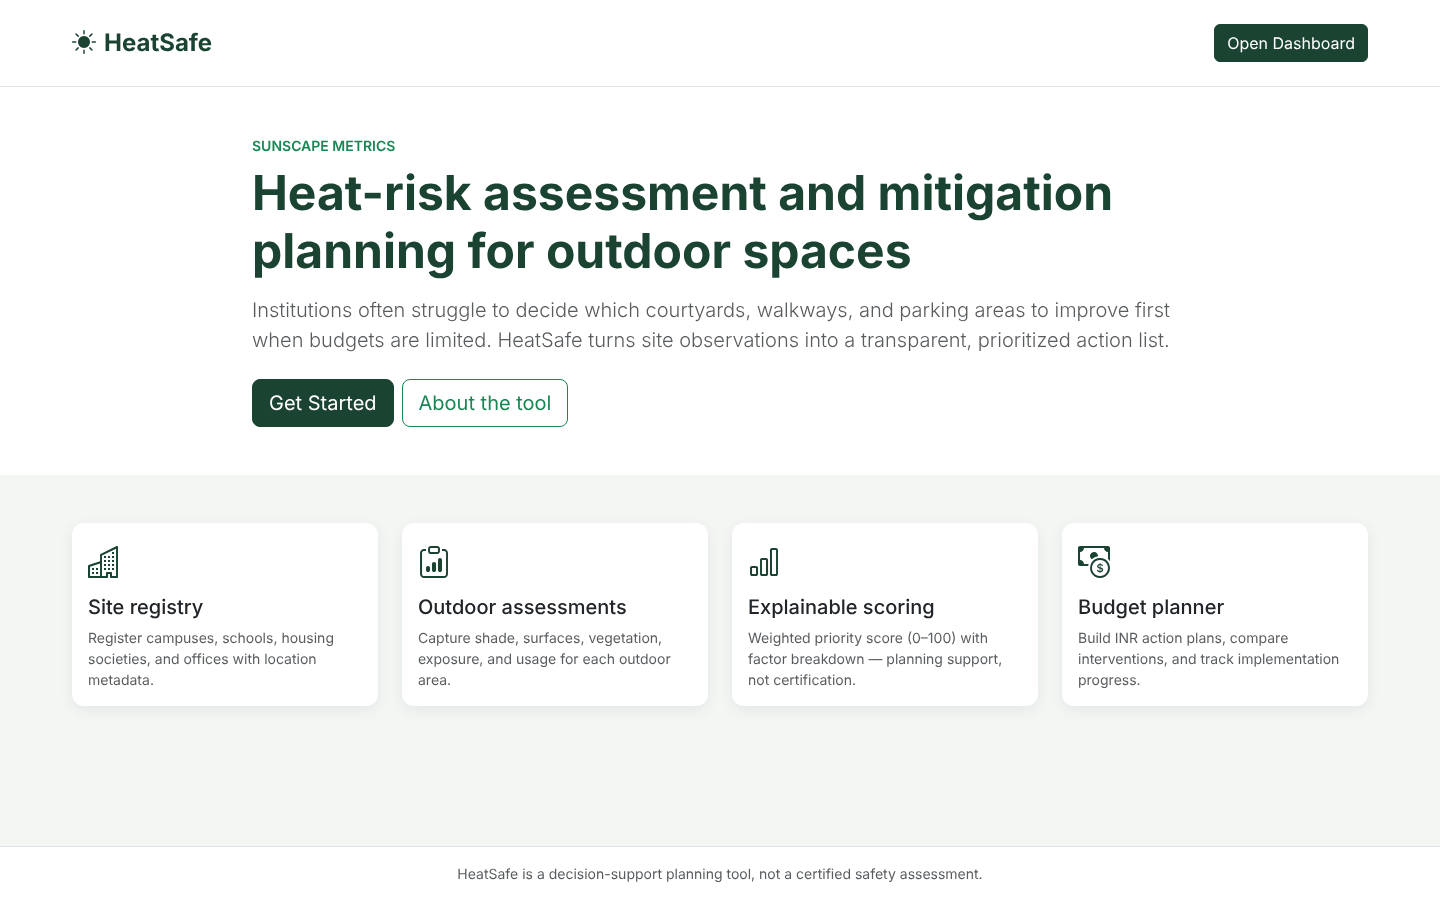 HeatSafe
Open Dashboard
SUNSCAPE METRICS
Heat-risk assessment and mitigation
planning for outdoor spaces
Institutions often struggle to decide which courtyards, walkways, and parking areas to improve first
when budgets are limited. HeatSafe turns site observations into a transparent, prioritized action list.
Get Started
About the tool
Site registry
Register campuses, schools, housing
societies, and offices with location
metadata.
Outdoor assessments
Capture shade, surfaces, vegetation,
exposure, and usage for each outdoor
area.
Explainable scoring
Weighted priority score (0–100) with
factor breakdown — planning support,
not certification.
$
Budget planner
Build INR action plans, compare
interventions, and track implementation
progress.
HeatSafe is a decision-support planning tool, not a certified safety assessment.